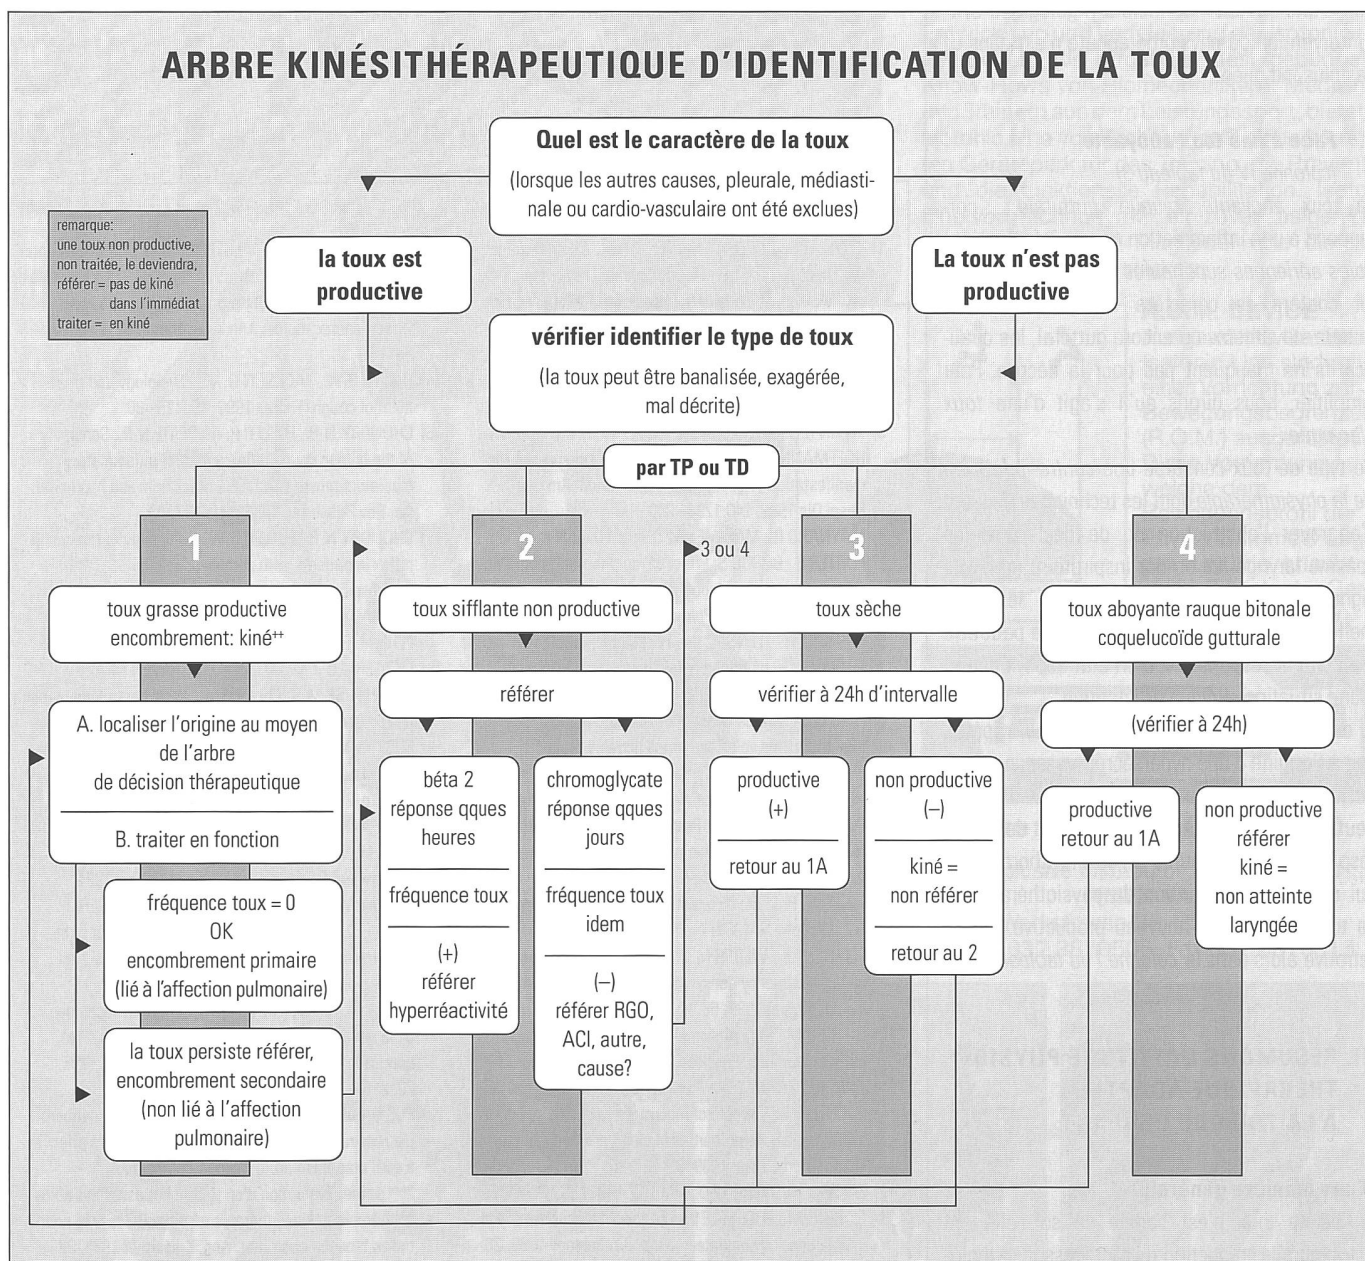 ARBRE KINÉSITHÉRAPEUTIQUE D'IDENTIFICATION DE LA TOUX
Quel est le caractère de la toux
(lorsque les autres causes, pleurale, médiasti-
nale ou cardio-vasculaire ont été exclues)
remarque:
une toux non productive,
non traitée, le deviendra,
référer = pas de kiné
dans l'immédiat
traiter = en kiné
la toux est
productive
La toux n'est pas
productive
vérifier identifier le type de toux
(la toux peut être banalisée, exagérée,
mal décrite)
par TP ou TD
1
toux grasse productive
encombrement: kiné++
A. localiser l'origine au moyen
de l'arbre
de décision thérapeutique
B. traiter en fonction
fréquence toux = 0
OK
encombrement primaire
(lié à l'affection pulmonaire)
la toux persiste référer,
encombrement secondaire
(non lié à l'affection
pulmonaire)
2
toux sifflante non productive
référer
béta 2
réponse qques
heures
fréquence toux
(+)
référer
hyperréactivité
chromoglycate
réponse qques
jours
fréquence toux
idem
(–)
référer RGO,
ACI, autre,
cause?
3 ou 4
3
toux sèche
vérifier à 24h d'intervalle
productive
(+)
retour au 1A
non productive
(–)
kiné =
non référer
retour au 2
4
toux aboyante rauque bitonale
coquelucoïde gutturale
(vérifier à 24h)
productive
retour au 1A
non productive
référer
kiné =
non atteinte
laryngée